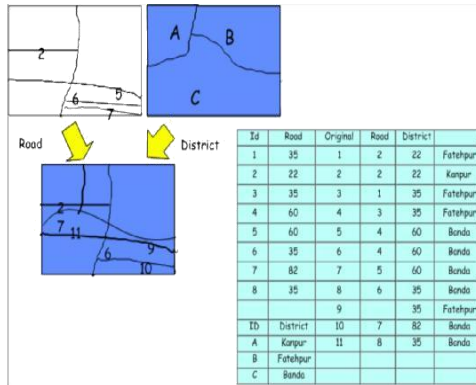 A
B
2
5
6
7
C
Road
District
2
7
11
9
6
10
Id Road Original Road District
1 35 1 2 22 Fatehpur
2 22 2 2 22 Kanpur
3 35 3 1 35 Fatehpur
4 60 4 3 35 Fatehpur
5 60 5 4 60 Banda
6 35 6 4 60 Banda
7 82 7 5 60 Banda
8 35 8 6 35 Banda
9 35 Fatehpur
ID District 10 7 82 Banda
A Kanpur 11 8 35 Banda
B Fatehpur
C Banda